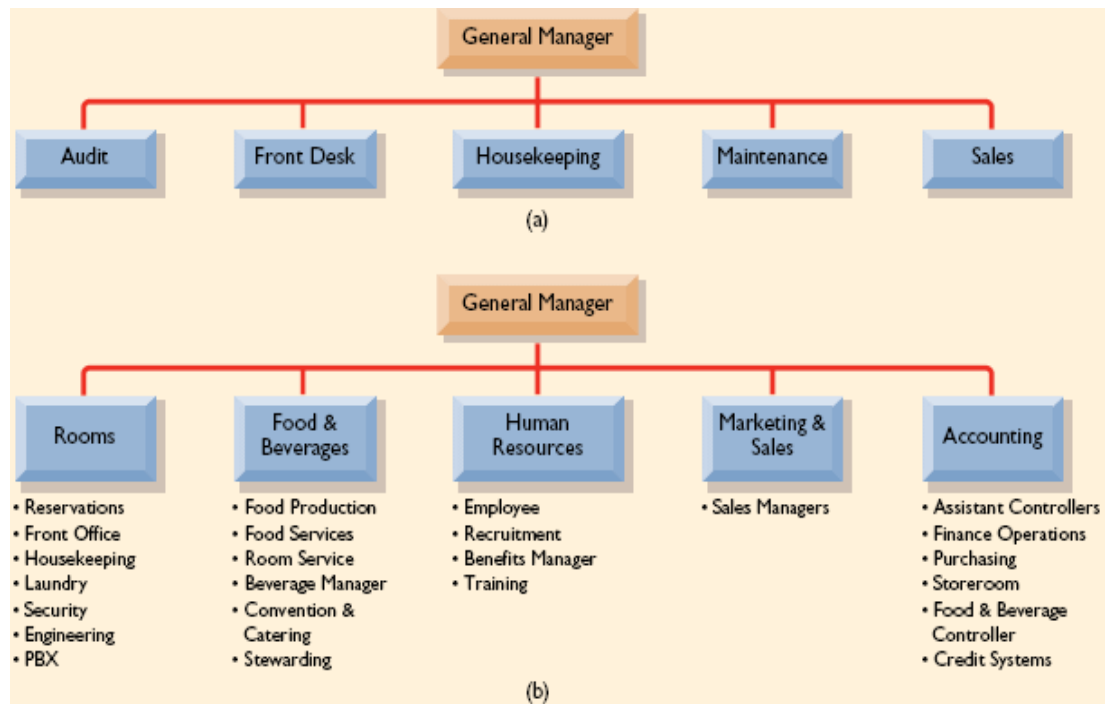 General Manager
Audit
Front Desk
Housekeeping
Maintenance
Sales
(a)
General Manager
Rooms
• Reservations
• Front Office
• Housekeeping
• Laundry
• Security
• Engineering
• PBX
Food &
Beverages
• Food Production
• Food Services
• Room Service
• Beverage Manager
• Convention &
Catering
• Stewarding
Human
Resources
• Employee
• Recruitment
• Benefits Manager
• Training
Marketing &
Sales
• Sales Managers
Accounting
• Assistant Controllers
• Finance Operations
• Purchasing
• Storeroom
• Food & Beverage
Controller
• Credit Systems
(b)